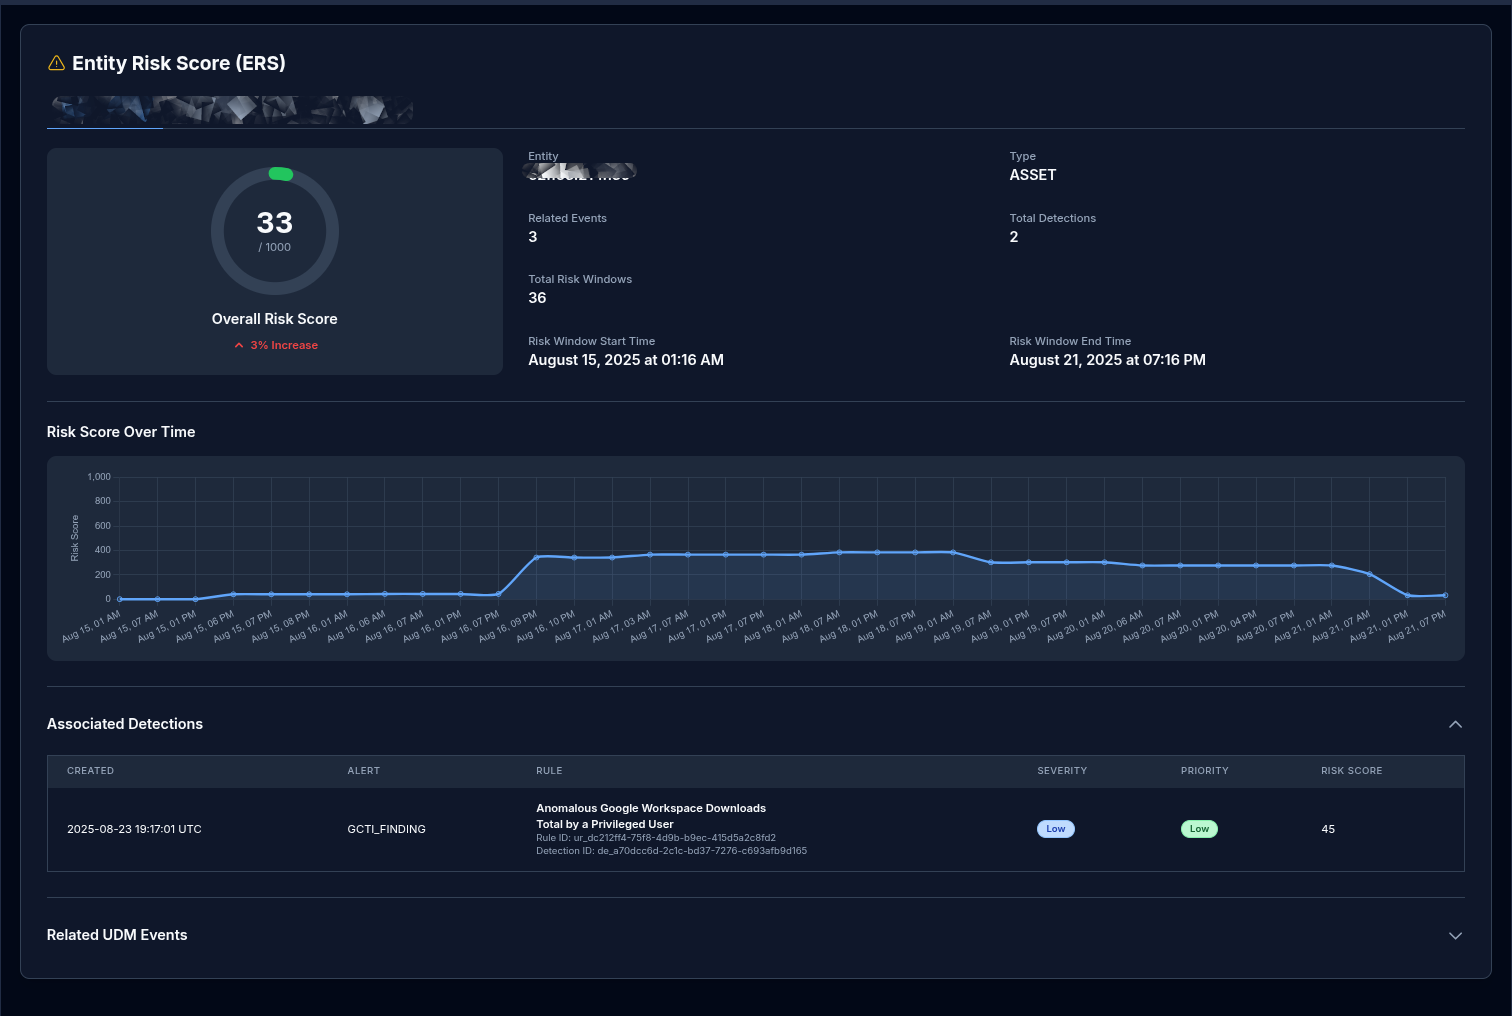 Entity Risk Score (ERS)
33
/ 1000
Overall Risk Score
3% Increase
Entity
Type
ASSET
Related Events
3
Total Detections
2
Total Risk Windows
36
Risk Window Start Time
August 15, 2025 at 01:16 AM
Risk Window End Time
August 21, 2025 at 07:16 PM
Risk Score Over Time
Risk Score
1,000
800
600
400
200
0
Aug 15, 01 AM
Aug 15, 07 AM
Aug 15, 01 PM
Aug 15, 06 PM
Aug 15, 07 PM
Aug 15, 08 PM
Aug 16, 01 AM
Aug 16, 06 AM
Aug 16, 07 AM
Aug 16, 01 PM
Aug 16, 07 PM
Aug 16, 09 PM
Aug 16, 10 PM
Aug 17, 01 AM
Aug 17, 03 AM
Aug 17, 07 AM
Aug 17, 01 PM
Aug 17, 07 PM
Aug 18, 01 AM
Aug 18, 07 AM
Aug 18, 01 PM
Aug 18, 07 PM
Aug 19, 01 AM
Aug 19, 07 AM
Aug 19, 01 PM
Aug 19, 07 PM
Aug 20, 01 AM
Aug 20, 06 AM
Aug 20, 07 AM
Aug 20, 01 PM
Aug 20, 04 PM
Aug 20, 07 PM
Aug 21, 01 AM
Aug 21, 07 AM
Aug 21, 01 PM
Aug 21, 07 PM
Associated Detections
CREATED ALERT RULE SEVERITY PRIORITY RISK SCORE
2025-08-23 19:17:01 UTC
GCTI_FINDING
Anomalous Google Workspace Downloads
Total by a Privileged User
Rule ID: ur_dc212ff4-75f8-4d9b-b9ec-415d5a2c8fd2
Detection ID: de_a70dcc6d-2c1c-bd37-7276-c693afb9d165
Low
Low
45
Related UDM Events